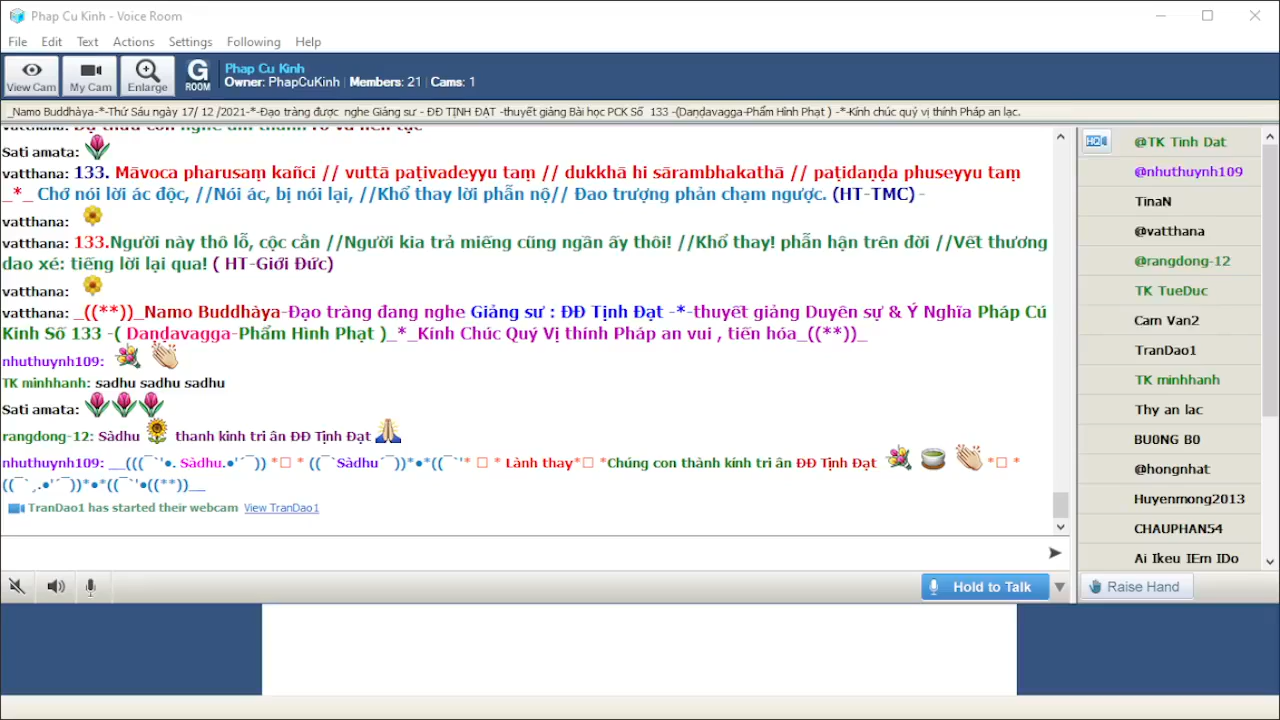 Phap Cu Kinh - Voice Room
File Edit Text Actions Settings Following Help
View Cam My Cam Enlarge G ROOM
Phap Cu Kinh
Owner: PhapCuKinh Members: 21 Cams: 1
_Namo Buddhàya-*-Thứ Sáu ngày 17/ 12 /2021-*-Đạo tràng được nghe Giảng sư - ĐĐ TỊNH ĐẠT -thuyết giảng Bài học PCK Số 133 -(Daṇḍavagga-Phẩm Hình Phạt ) -*-Kính chúc quý vị thính Pháp an lạc.
Sati amata:
vatthana: 133. Māvoca pharusaṃ kañci // vuttā paṭivadeyyu taṃ // dukkhā hi sārambhakathā // paṭidaṇḍa phuseyyu taṃ
_*_ Chớ nói lời ác độc, //Nói ác, bị nói lại, //Khổ thay lời phẫn nộ// Đao trượng phản chạm ngược. (HT-TMC) -
vatthana:
vatthana: 133.Người này thô lỗ, cộc cằn //Người kia trả miếng cũng ngần ấy thôi! //Khổ thay! phẫn hận trên đời //Vết thương
dao xé: tiếng lời lại qua! ( HT-Giới Đức)
vatthana:
vatthana: _((**))_Namo Buddhàya-Đạo tràng đang nghe Giảng sư : ĐĐ Tịnh Đạt -*-thuyết giảng Duyên sự & Ý Nghĩa Pháp Cú
Kinh Số 133 -( Daṇḍavagga-Phẩm Hình Phạt )_*_Kính Chúc Quý Vị thính Pháp an vui , tiến hóa_((**))_
nhuthuynh109:
TK minhhanh: sadhu sadhu sadhu
Sati amata:
rangdong-12: Sàdhu thanh kinh tri ân ĐĐ Tịnh Đạt
nhuthuynh109: __(((¯`'•. Sàdhu.•'´¯)) *□ * ((¯`Sàdhu´¯))*•*((¯`'* □ * Lành thay*□ *Chúng con thành kính tri ân ĐĐ Tịnh Đạt *□ *
((¯`¸.•'´¯))*•*((¯`'•((**))__
TranDao1 has started their webcam View TranDao1
Hold to Talk
Raise Hand
@TK Tinh Dat
@nhuthuynh109
TinaN
@vatthana
@rangdong-12
TK TueDuc
Cam Van2
TranDao1
TK minhhanh
Thy an lac
BU0NG B0
@hongnhat
Huyenmong2013
CHAUPHAN54
Ai Ikeu IEm IDo